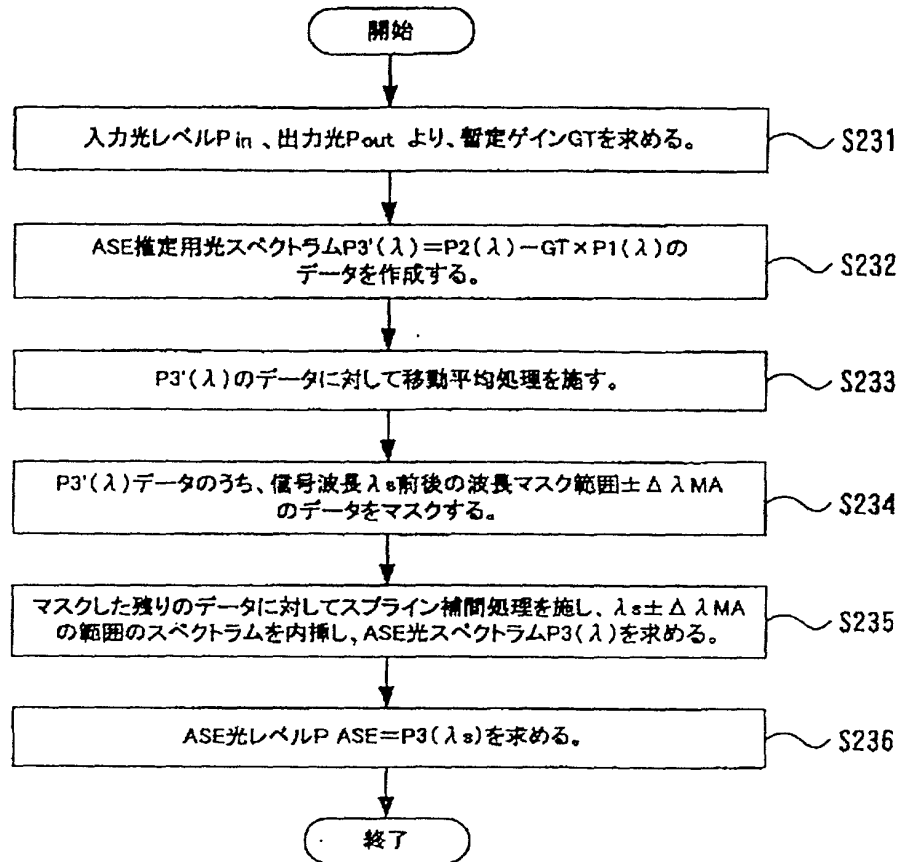 開始
入力光レベルPin、出力光Pout より、暫定ゲインGTを求める。
S231
ASE推定用光スペクトラムP3'(λ)=P2(λ)-GT×P1(λ)の
データを作成する。
S232
P3'(λ)のデータに対して移動平均処理を施す。
S233
P3'(λ)データのうち、信号波長λs前後の波長マスク範囲±ΔλMA
のデータをマスクする。
S234
マスクした残りのデータに対してスプライン補間処理を施し、λs±ΔλMA
の範囲のスペクトラムを内挿し、ASE光スペクトラムP3(λ)を求める。
S235
ASE光レベルP ASE=P3(λs)を求める。
S236
終了